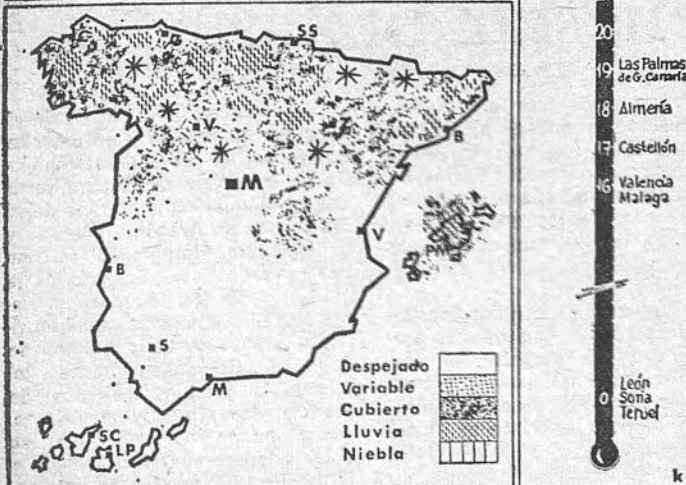 G
SS
V
Z
B
M
V
B
S
M
SC
LP
Despejado
Variable
Cubierto
Lluvia
Niebla
20
19
Las Palmas
de G. Canaria
18
Almería
17
Castellón
16
Valencia
Malaga
0
León
Soria
Teruel
k